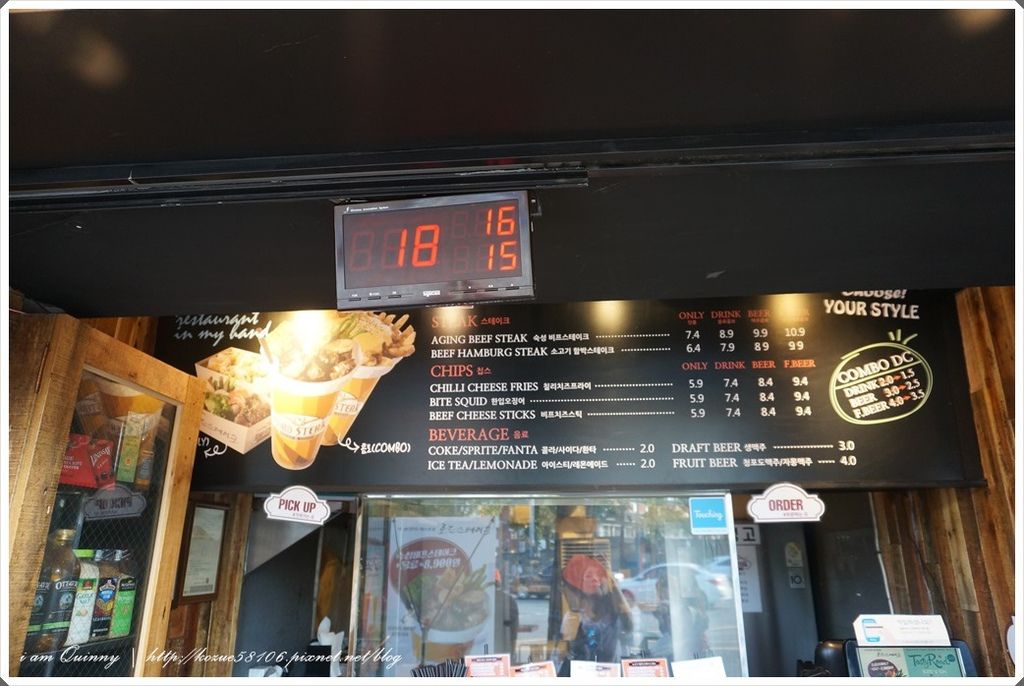 18
16
15
restaurant
in my hand
STEAK 스테이크 ONLY DRINK BEER F.BEER
AGING BEEF STEAK 숙성 비프스테이크 7.4 8.9 9.9 10.9
BEEF HAMBURG STEAK 소고기 함박스테이크 6.4 7.9 8.9 9.9
CHIPS 칩스 ONLY DRINK BEER F.BEER
CHILLI CHEESE FRIES 칠리치즈프라이 5.9 7.4 8.4 9.4
BITE SQUID 한입오징어 5.9 7.4 8.4 9.4
BEEF CHEESE STICKS 비프치즈스틱 5.9 7.4 8.4 9.4
BEVERAGE 음료
COKE/SPRITE/FANTA 콜라/사이다/환타 2.0 DRAFT BEER 생맥주 3.0
ICE TEA/LEMONADE 아이스티/레몬에이드 2.0 FRUIT BEER 청포도맥주/자몽맥주 4.0
Choose!
YOUR STYLE
COMBO DC
DRINK 2.0 - 1.5
BEER 3.0 - 2.5
F.BEER 4.0 - 3.5
콤보(COMBO)
PICK UP
ORDER
Touching
10
i am Quinny http://kozue58106.pixnet.net/blog